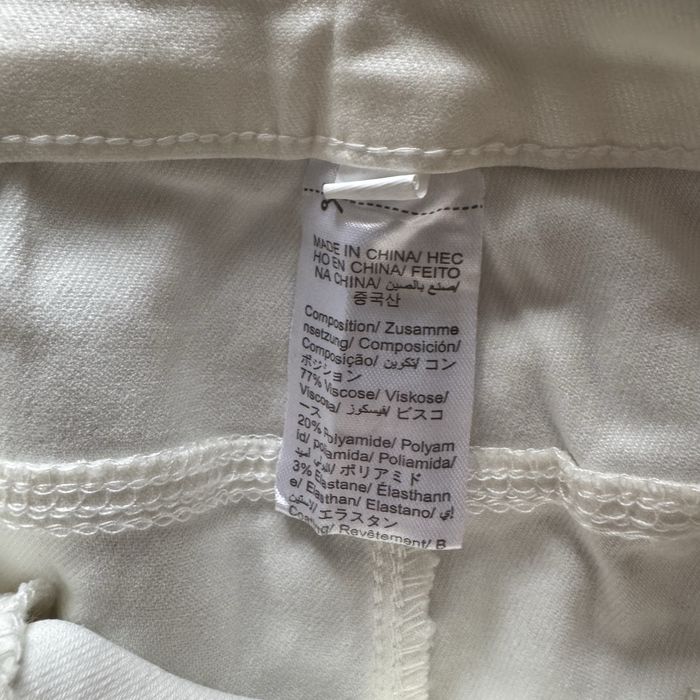 MADE IN CHINA/ HEC
HO EN CHINA/ FEITO
NA CHINA/ صنع بالصين/
중국산
Composition/ Zusamme
nsetzung/ Composición/
Composição/ تكوين/ コン
ポジション
77% Viscose/ Viskose/
Viscosa/ فيسكوز/ ビスコ
ース
20% Polyamide/ Polyam
id/ poliamida/ Poliamida/
ポリアミド
3% Elastane/ Élasthann
e/ Elasthan/ Elastano/ إي
لاستين/ エラスタン
Coating/ Revêtement/ B